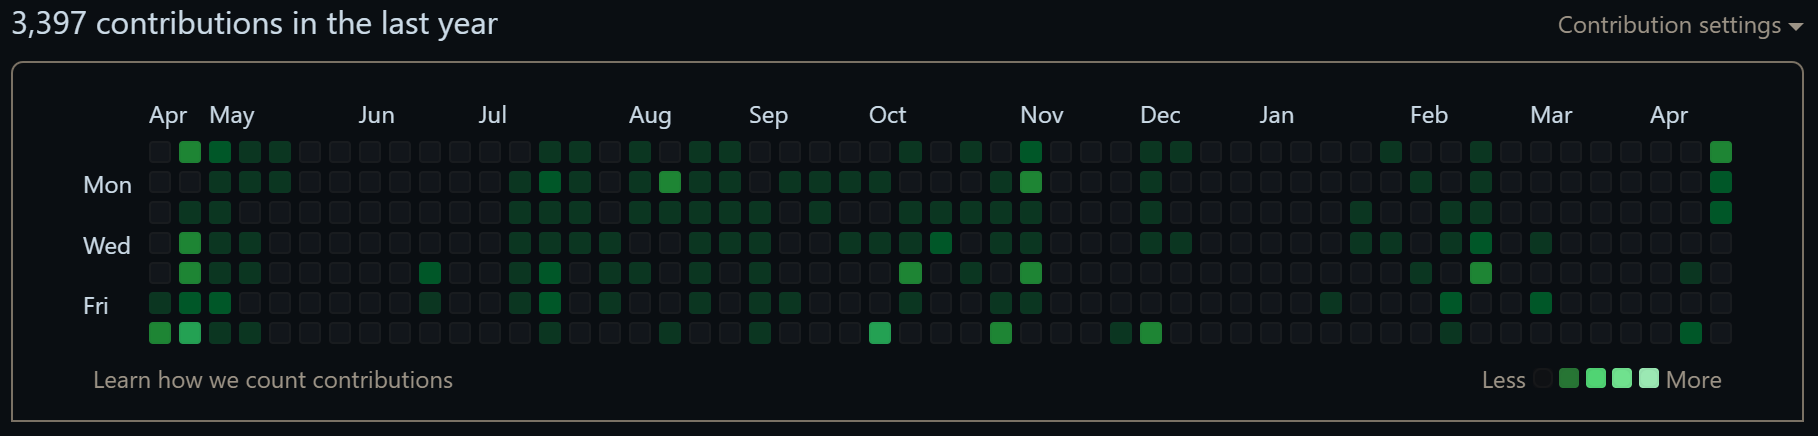 3,397 contributions in the last year
Contribution settings
Apr May Jun Jul Aug Sep Oct Nov Dec Jan Feb Mar Apr
Mon
Wed
Fri
Learn how we count contributions
Less More